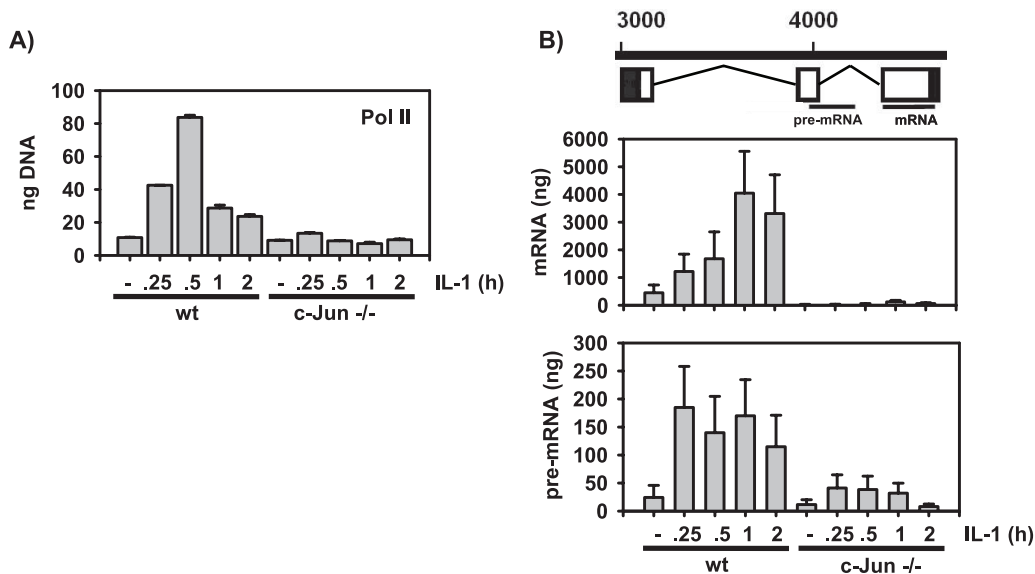 A)
Pol II
ng DNA
100
80
60
40
20
0
- .25 .5 1 2 - .25 .5 1 2 IL-1 (h)
wt c-Jun -/-
B)
3000 4000
pre-mRNA mRNA
mRNA (ng)
6000
5000
4000
3000
2000
1000
0
pre-mRNA (ng)
300
250
200
150
100
50
0
- .25 .5 1 2 - .25 .5 1 2 IL-1 (h)
wt c-Jun -/-